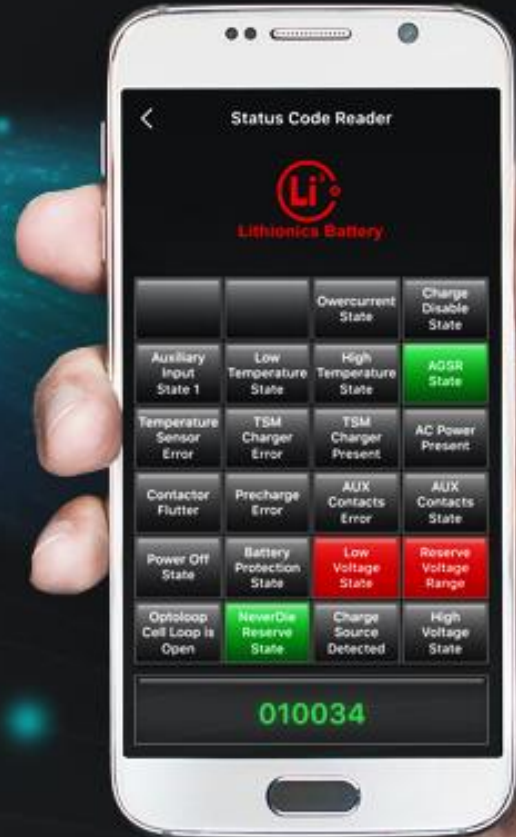 Status Code Reader
Li
Lithionics Battery
Owercurrent
State
Charge
Disable
State
Auxiliary
Input
State 1
Low
Temperature
State
High
Temperature
State
AGSR
State
Temperature
Sensor
Error
TSM
Charger
Error
TSM
Charger
Present
AC Power
Present
Contactor
Flutter
Precharge
Error
AUX
Contacts
Error
AUX
Contacts
State
Power Off
State
Battery
Protection
State
Low
Voltage
State
Reserve
Voltage
Range
Optoloop
Cell Loop is
Open
NeverDie
Reserve
State
Charge
Source
Detected
High
Voltage
State
010034